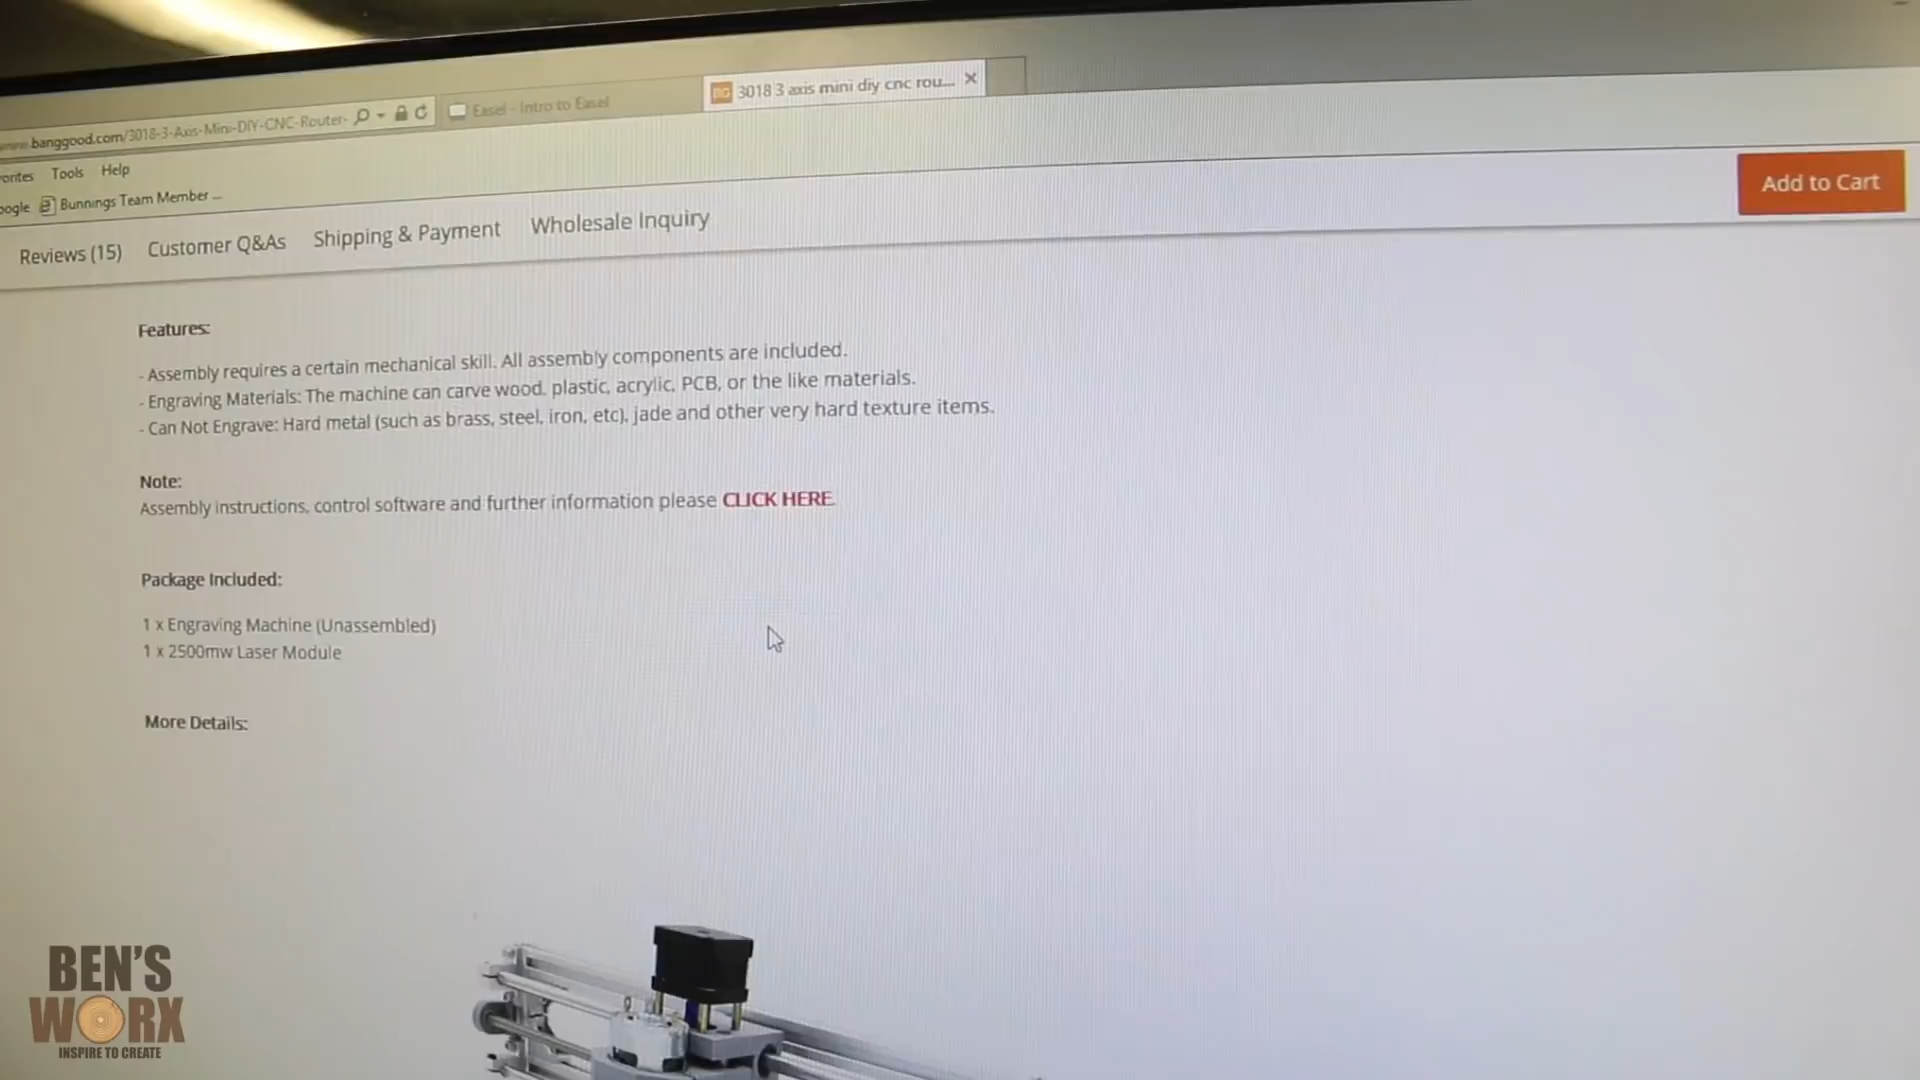 3018 3 axis mini diy cnc rou...
Easel - Intro to Easel
www.banggood.com/3018-3-Axis-Mini-DIY-CNC-Router-
Tools Help
Bunnings Team Member ...
Add to Cart
Reviews (15) Customer Q&As Shipping & Payment Wholesale Inquiry
Features:
- Assembly requires a certain mechanical skill. All assembly components are included.
- Engraving Materials: The machine can carve wood, plastic, acrylic, PCB, or the like materials.
- Can Not Engrave: Hard metal (such as brass, steel, iron, etc), jade and other very hard texture items.
Note:
Assembly instructions, control software and further information please CLICK HERE
Package Included:
1 x Engraving Machine (Unassembled)
1 x 2500mw Laser Module
More Details:
BEN'S
WORX
INSPIRE TO CREATE